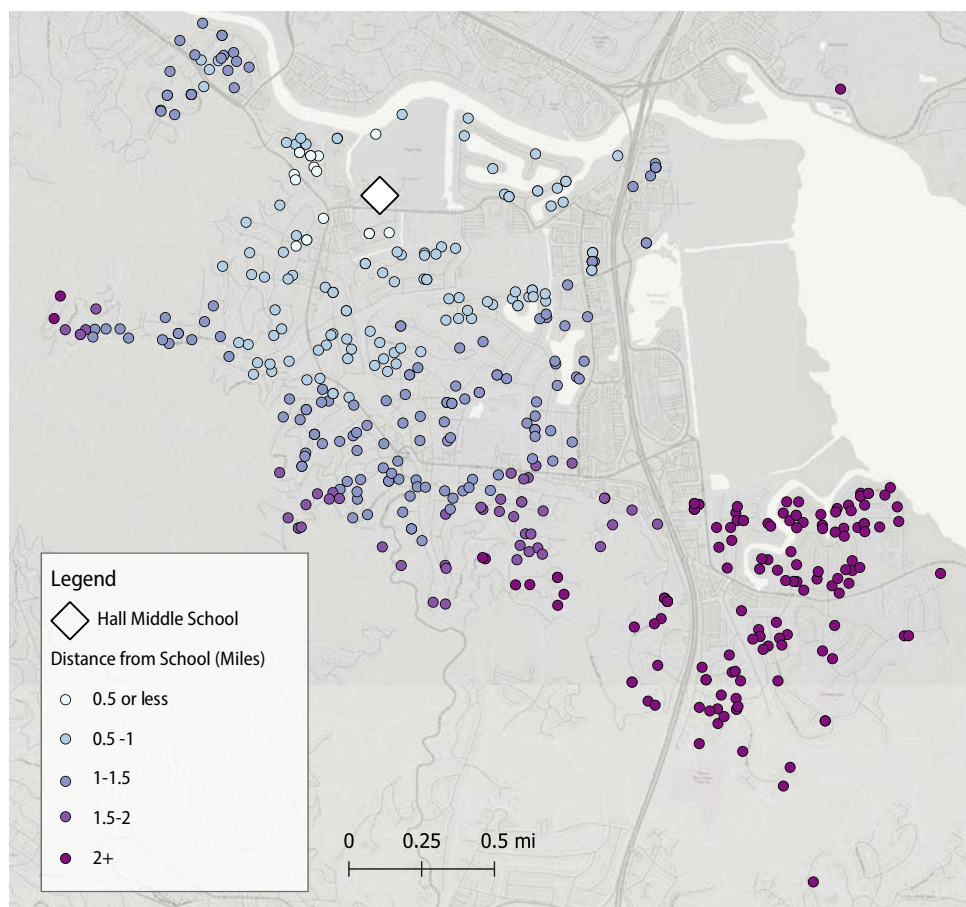 Legend
Hall Middle School
Distance from School (Miles)
0.5 or less
0.5 -1
1-1.5
1.5-2
2+
0 0.25 0.5 mi